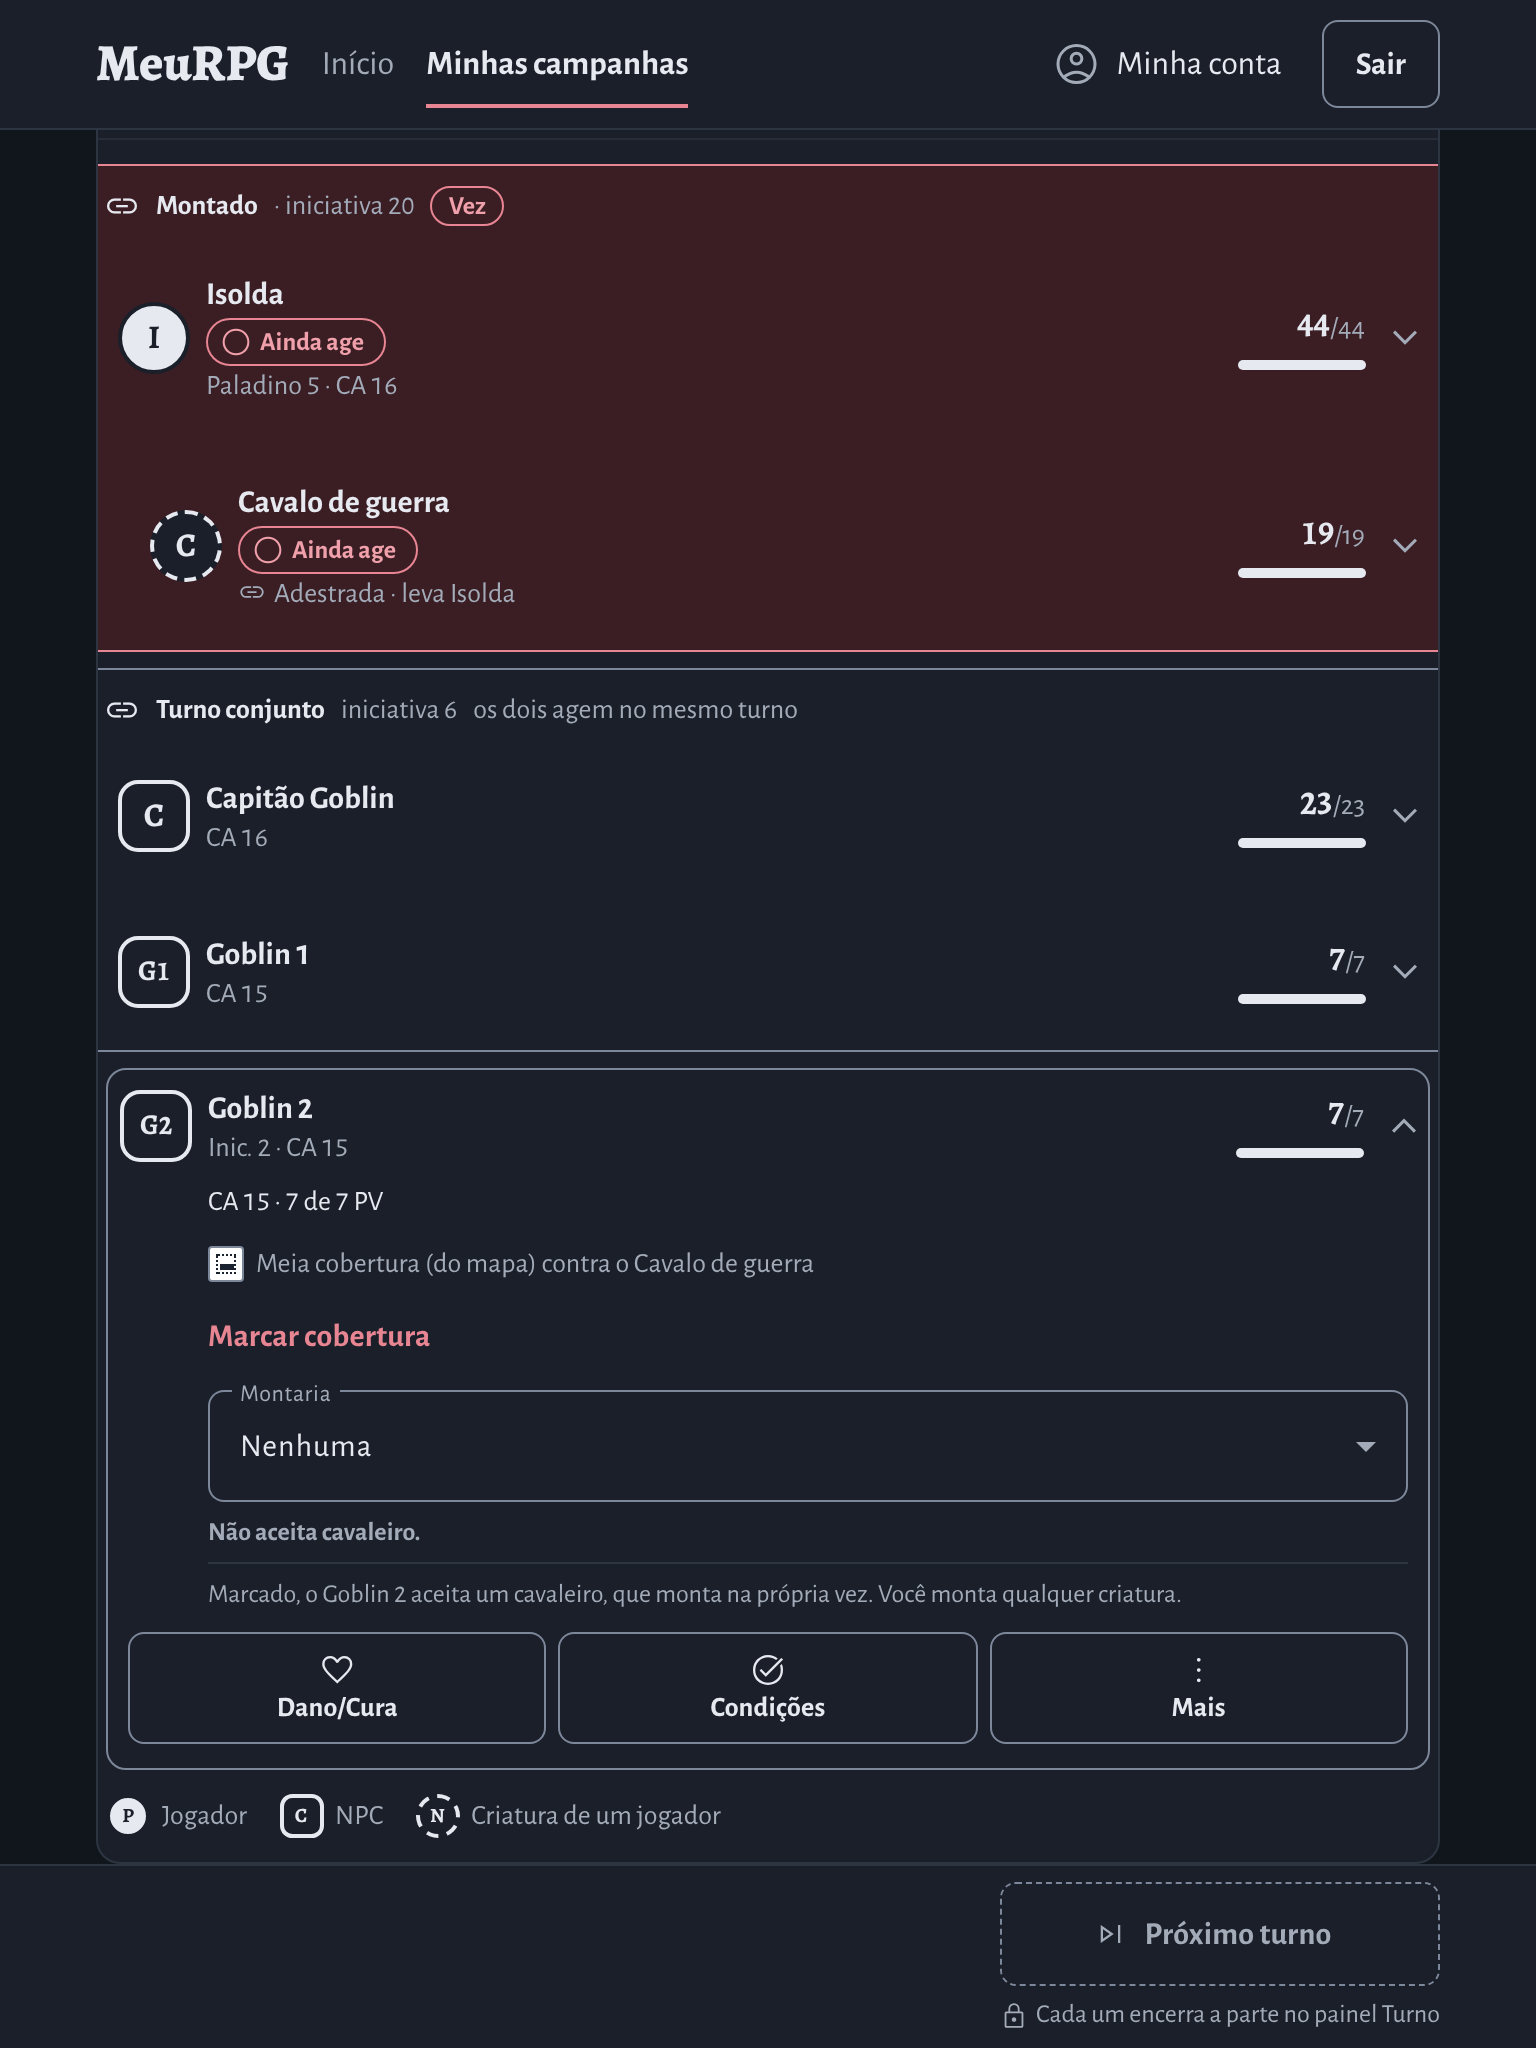 MeuRPG Início Minhas campanhas Minha conta Sair
Montado · iniciativa 20 Vez
I
Isolda
Ainda age
Paladino 5 · CA 16
44/44
C
Cavalo de guerra
Ainda age
Adestrada · leva Isolda
19/19
Turno conjunto iniciativa 6 os dois agem no mesmo turno
C
Capitão Goblin
CA 16
23/23
G1
Goblin 1
CA 15
7/7
G2
Goblin 2
Inic. 2 · CA 15
7/7
CA 15 · 7 de 7 PV
Meia cobertura (do mapa) contra o Cavalo de guerra
Marcar cobertura
Montaria
Nenhuma
Não aceita cavaleiro.
Marcado, o Goblin 2 aceita um cavaleiro, que monta na própria vez. Você monta qualquer criatura.
Dano/Cura Condições Mais
P Jogador C NPC N Criatura de um jogador
Próximo turno
Cada um encerra a parte no painel Turno